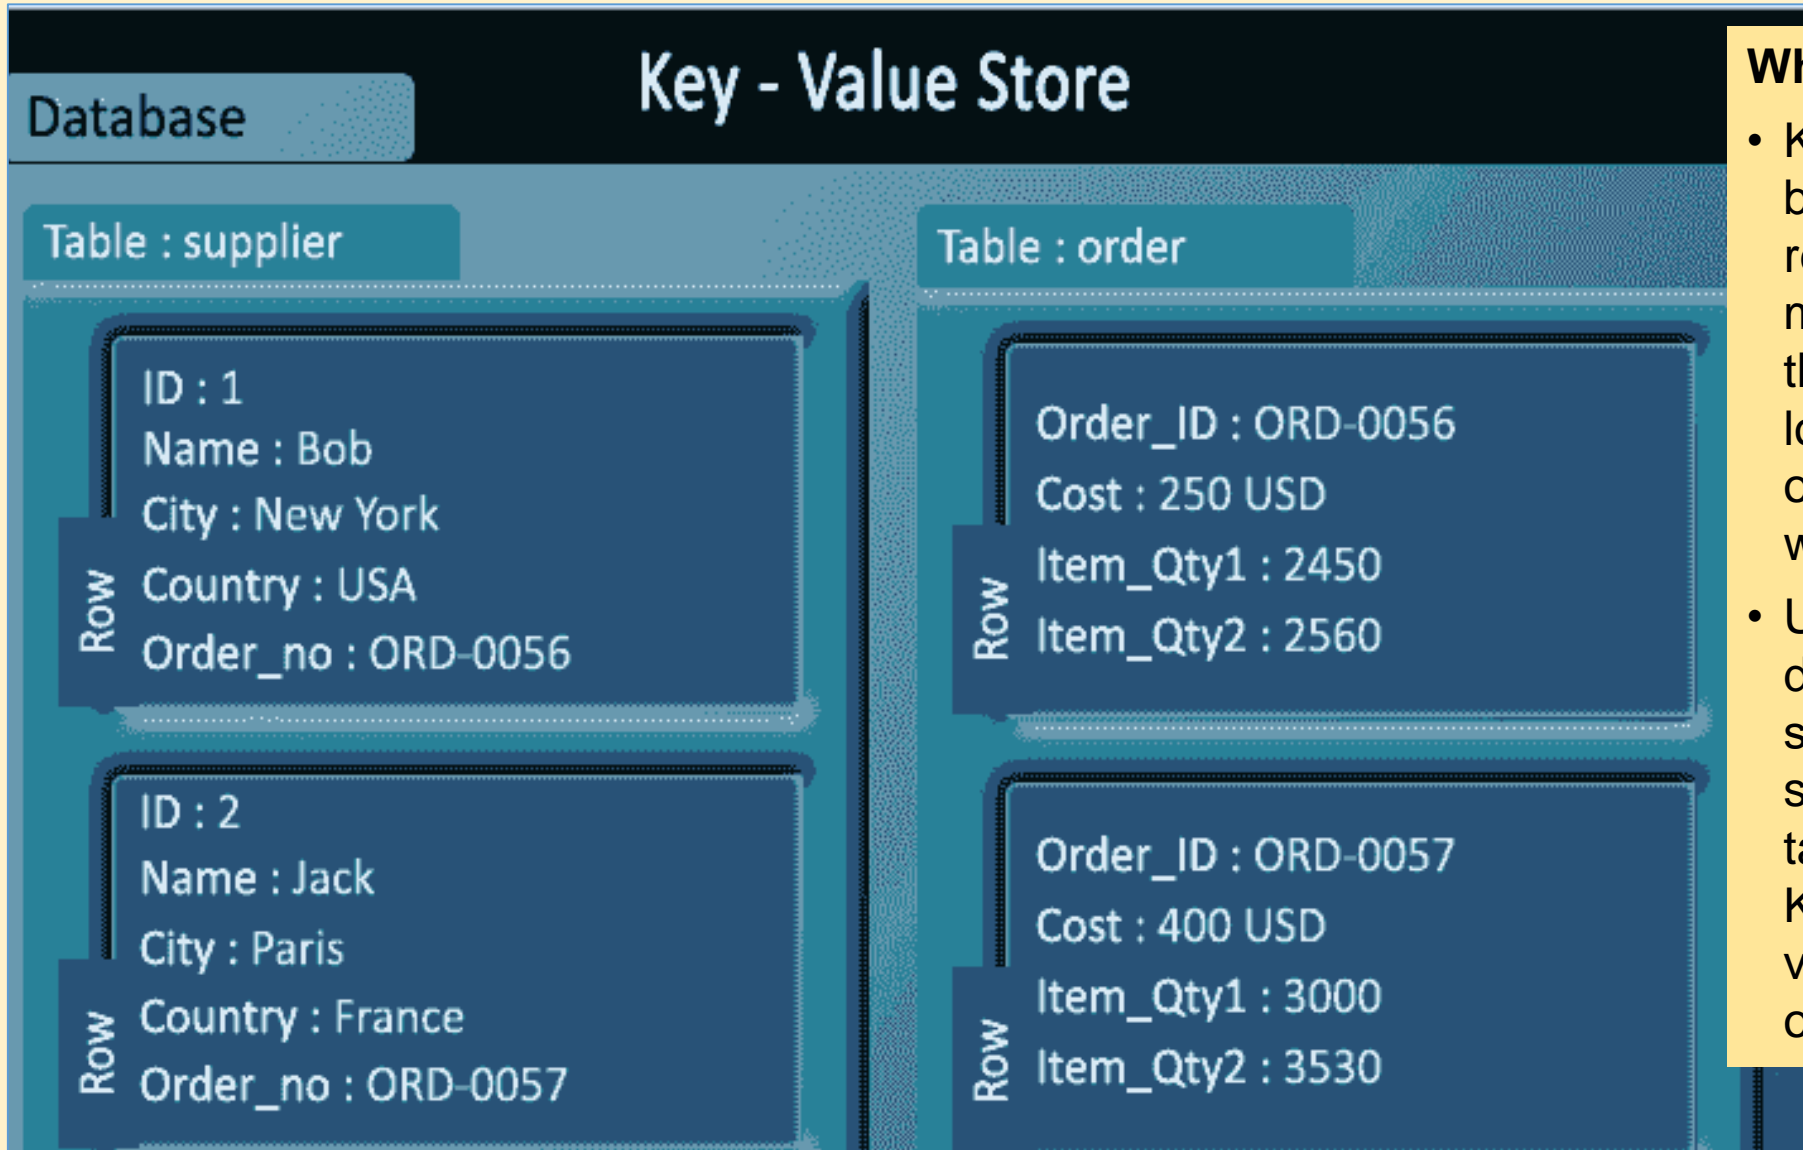 Key - Value Store
Database
Table : supplier
ID : 1
Name : Bob
City : New York
Country : USA
Order_no : ORD-0056
Row
ID : 2
Name : Jack
City : Paris
Country : France
Order_no : ORD-0057
Row
Table : order
Order_ID : ORD-0056
Cost : 250 USD
Item_Qty1 : 2450
Item_Qty2 : 2560
Row
Order_ID : ORD-0057
Cost : 400 USD
Item_Qty1 : 3000
Item_Qty2 : 3530
Row